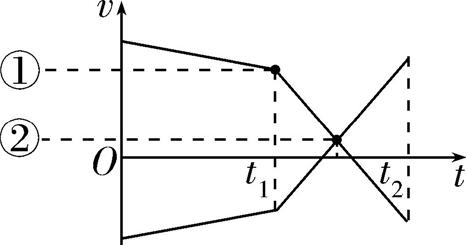 v
①
②
O
t₁
t₂
t